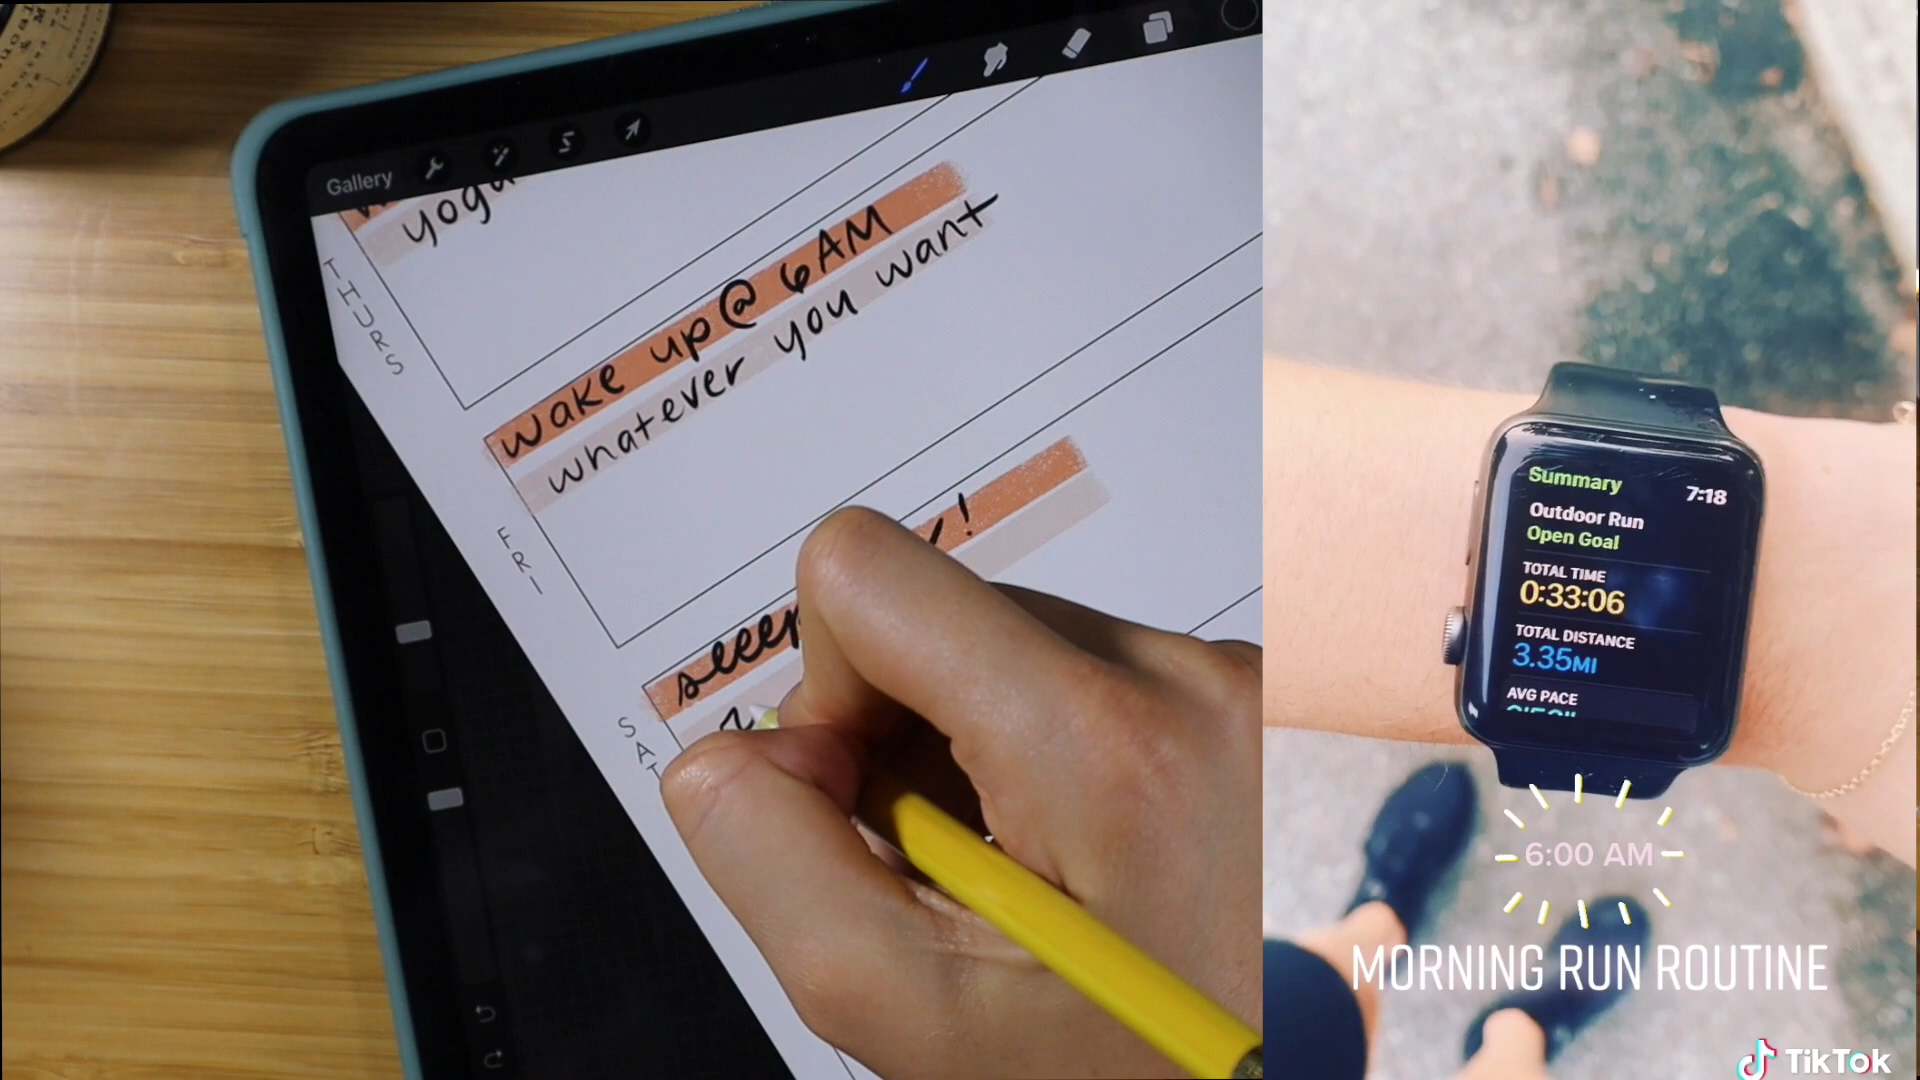 Gallery
yoga
THURS
wake up @ 6AM
whatever you want
FRI
!
SAT
Summary
7:18
Outdoor Run
Open Goal
TOTAL TIME
0:33:06
TOTAL DISTANCE
3.35MI
AVG PACE
6:00 AM
MORNING RUN ROUTINE
TikTok